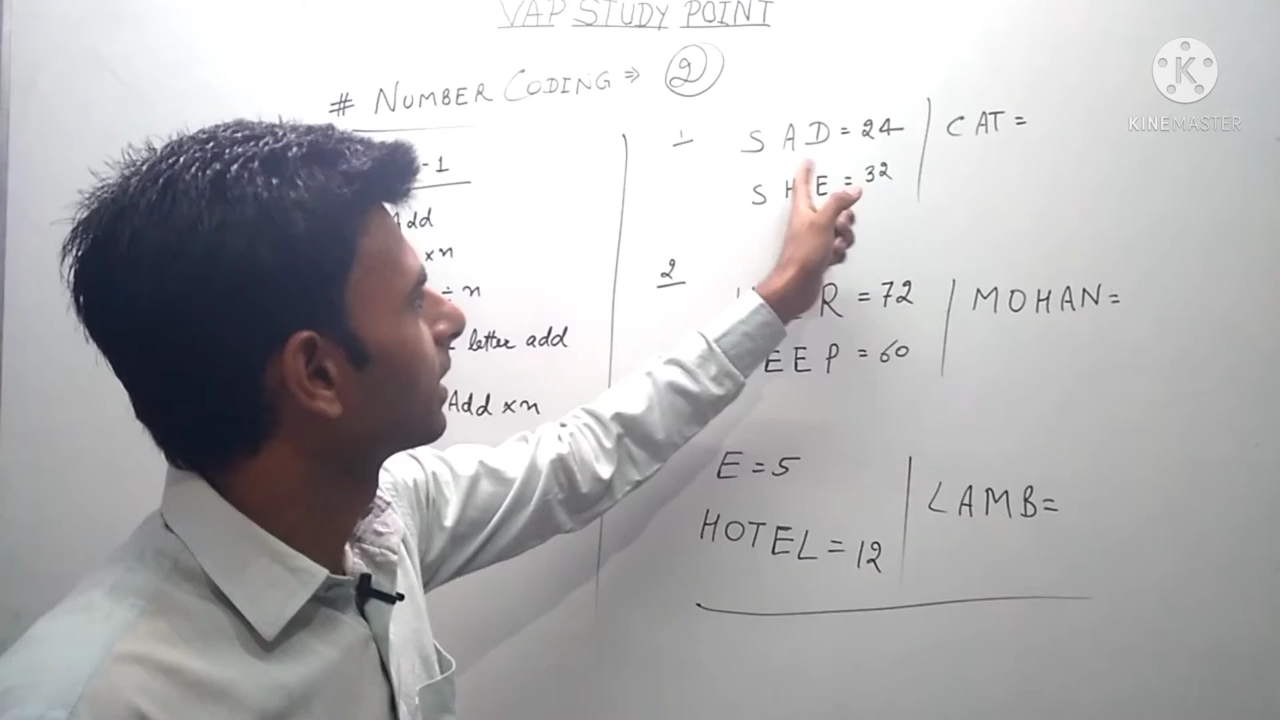 VAP STUDY POINT
# NUMBER CODING ⇒ 2
-1
Add
×n
÷ n
letter add
Add ×n
1
SAD = 24
SHE = 32
CAT =
2
R = 72
EEP = 60
MOHAN =
E = 5
HOTEL = 12
LAMB =
KINEMASTER